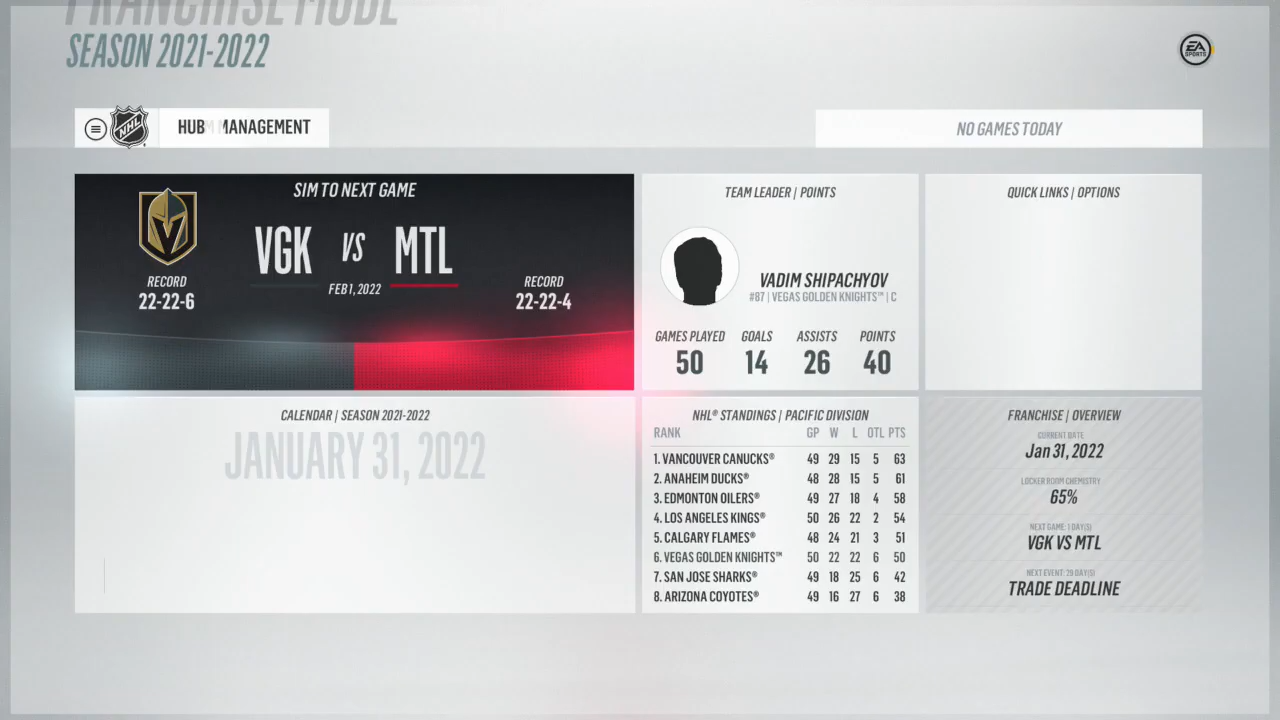 FRANCHISE MODE
SEASON 2021-2022
EA
SPORTS
NHL
HUB
MANAGEMENT
NO GAMES TODAY
SIM TO NEXT GAME
VGK VS MTL
FEB 1, 2022
RECORD
22-22-6
RECORD
22-22-4
TEAM LEADER | POINTS
VADIM SHIPACHYOV
#87 | VEGAS GOLDEN KNIGHTS™ | C
GAMES PLAYED GOALS ASSISTS POINTS
50 14 26 40
QUICK LINKS | OPTIONS
CALENDAR | SEASON 2021-2022
JANUARY 31, 2022
NHL® STANDINGS | PACIFIC DIVISION
RANK GP W L OTL PTS
1. VANCOUVER CANUCKS® 49 29 15 5 63
2. ANAHEIM DUCKS® 48 28 15 5 61
3. EDMONTON OILERS® 49 27 18 4 58
4. LOS ANGELES KINGS® 50 26 22 2 54
5. CALGARY FLAMES® 48 24 21 3 51
6. VEGAS GOLDEN KNIGHTS™ 50 22 22 6 50
7. SAN JOSE SHARKS® 49 18 25 6 42
8. ARIZONA COYOTES® 49 16 27 6 38
FRANCHISE | OVERVIEW
CURRENT DATE
Jan 31, 2022
LOCKER ROOM CHEMISTRY
65%
NEXT GAME: 1 DAY(S)
VGK VS MTL
NEXT EVENT: 29 DAY(S)
TRADE DEADLINE